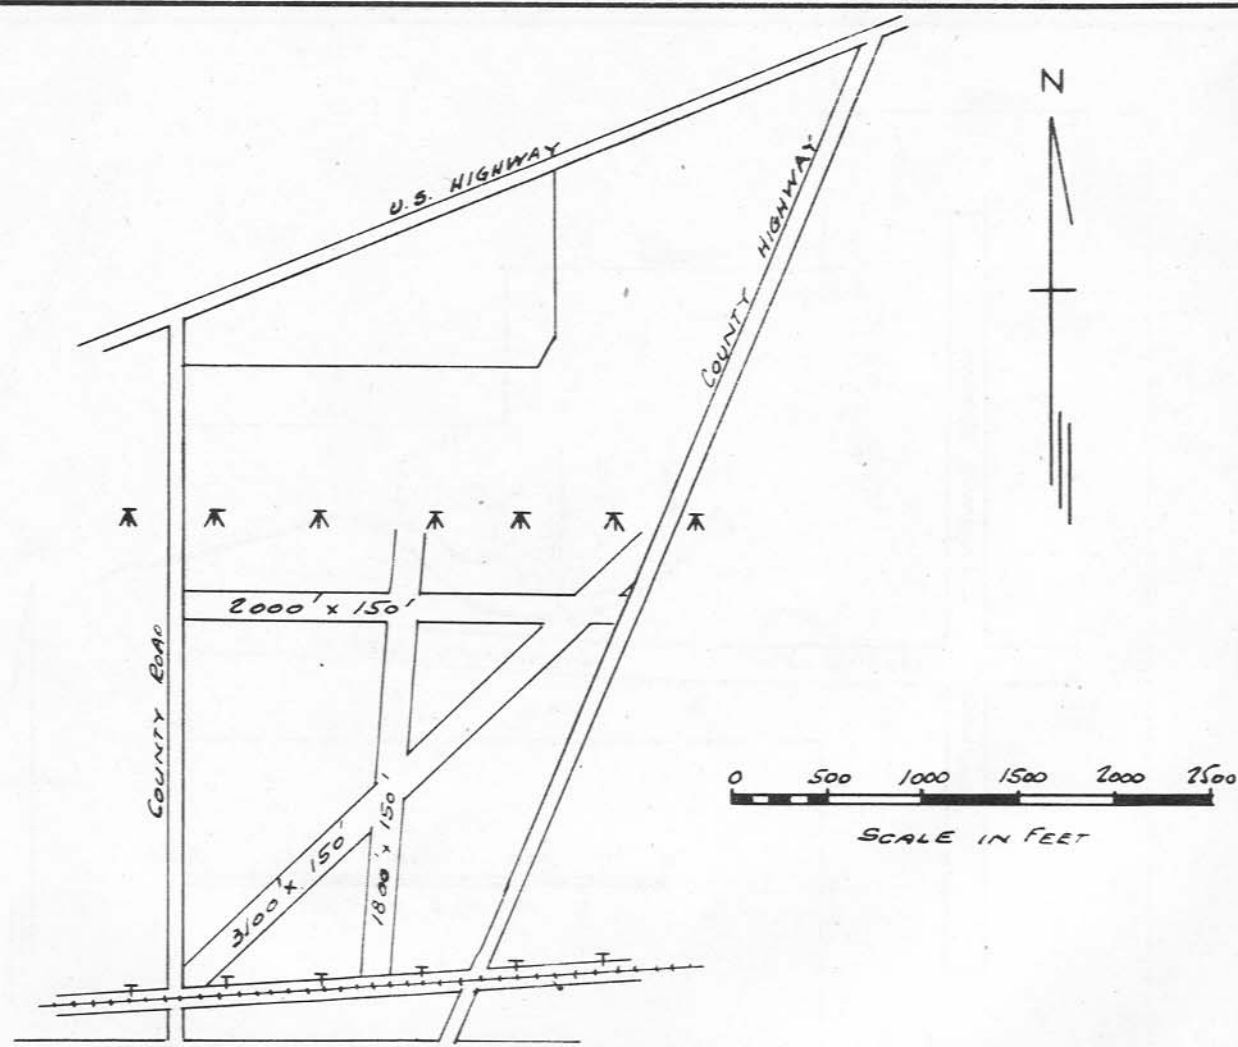 N
U.S. HIGHWAY
COUNTY HIGHWAY
2000' x 150'
COUNTY ROAD
3100' x 150'
1800' x 150'
0 500 1000 1500 2000 2500
SCALE IN FEET